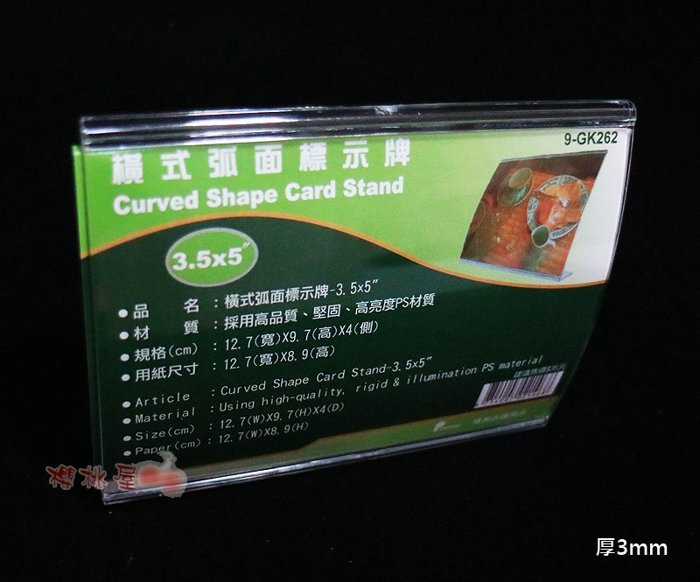 9-GK262
橫式弧面標示牌
Curved Shape Card Stand
3.5x5"
●品　　名：橫式弧面標示牌-3.5x5"
●材　　質：採用高品質、堅固、高亮度PS材質
●規格(cm)：12.7(寬)X9.7(高)X4(側)
●用紙尺寸：12.7(寬)X8.9(高)
●Article ：Curved Shape Card Stand-3.5x5"
●Material ：Using high-quality, rigid & illumination PS material
●Size(cm)：12.7(W)X9.7(H)X4(D)
●Paper(cm)：12.7(W)X8.9(H)
櫻桃屋
厚3mm